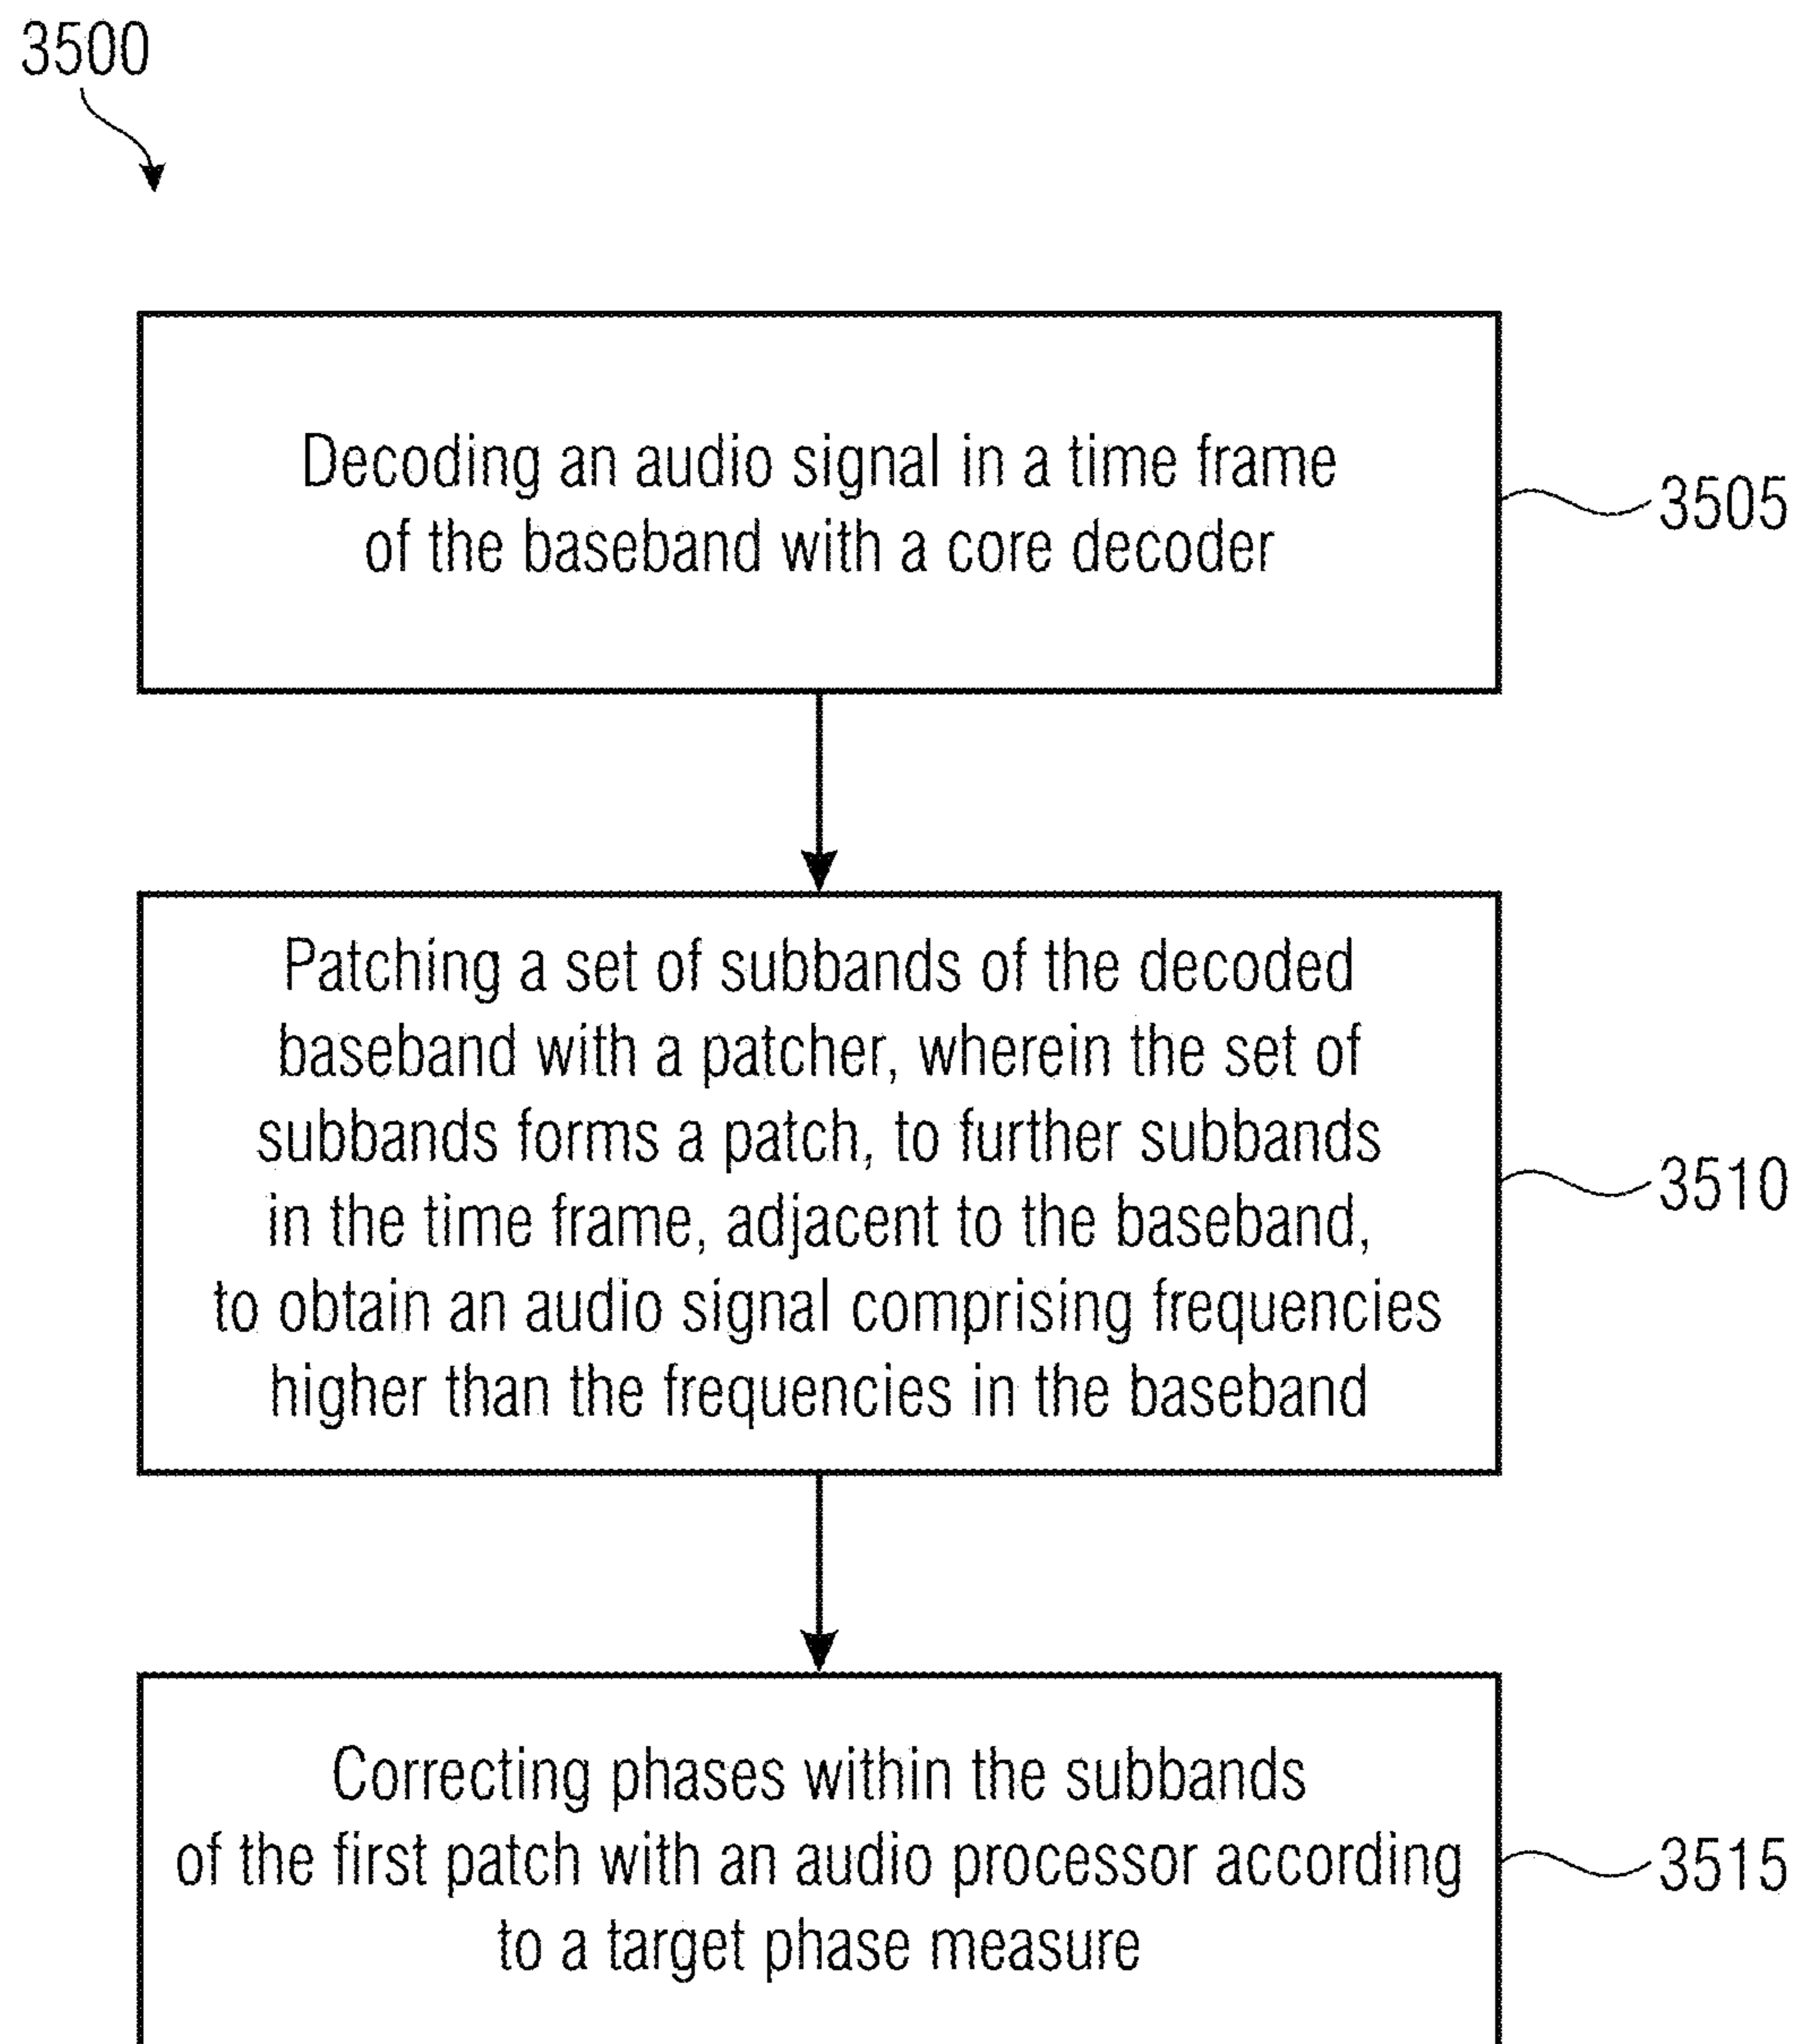 3500
Decoding an audio signal in a time frame
of the baseband with a core decoder
3505
Patching a set of subbands of the decoded
baseband with a patcher, wherein the set of
subbands forms a patch, to further subbands
in the time frame, adjacent to the baseband,
to obtain an audio signal comprising frequencies
higher than the frequencies in the baseband
3510
Correcting phases within the subbands
of the first patch with an audio processor according
to a target phase measure
3515